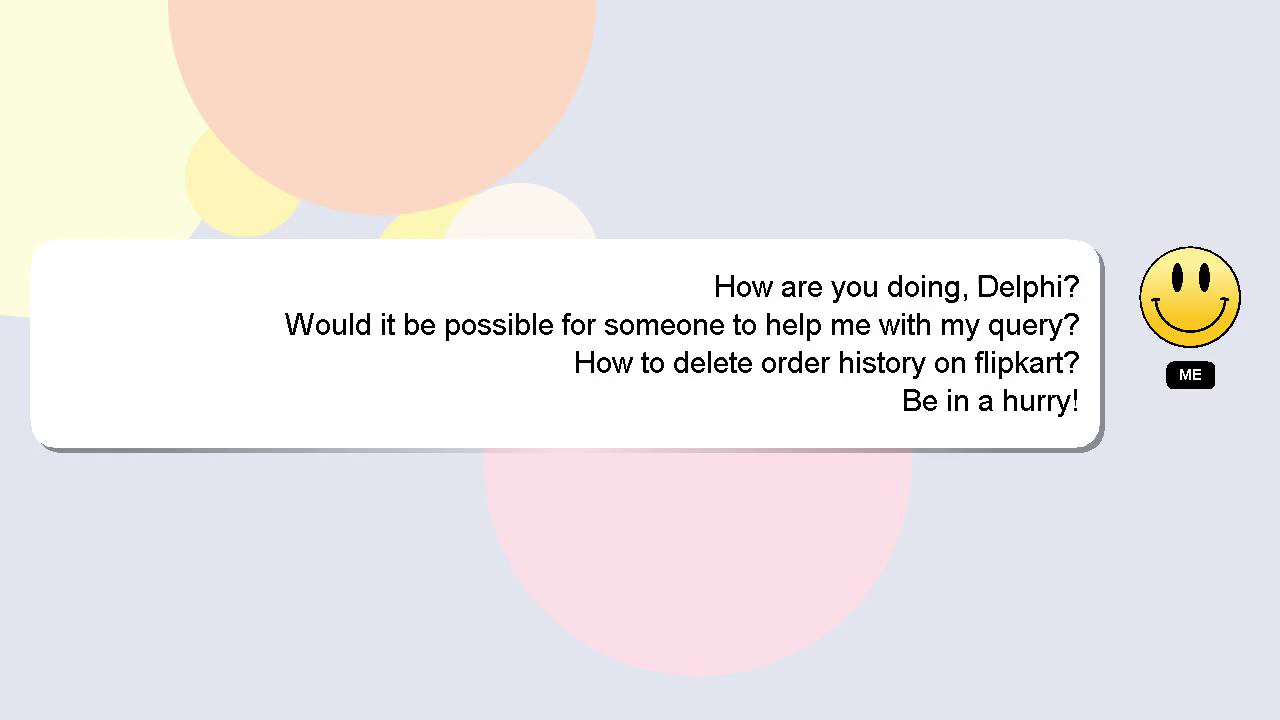 How are you doing, Delphi?
Would it be possible for someone to help me with my query?
How to delete order history on flipkart?
Be in a hurry!
ME